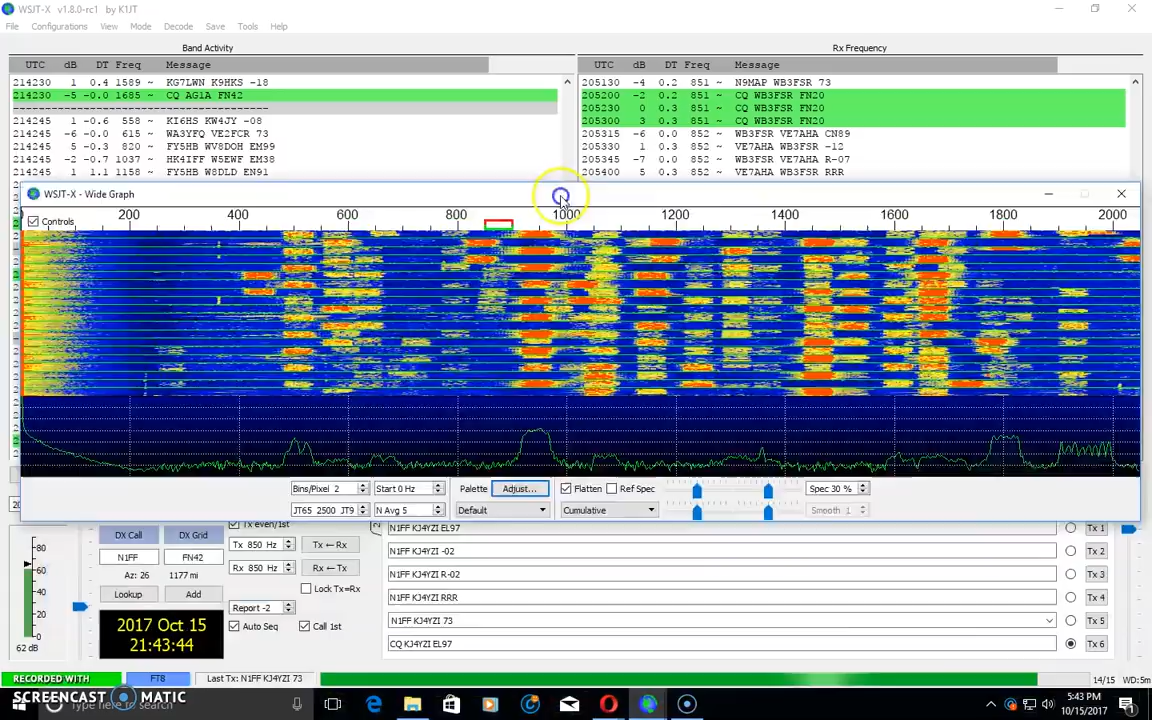 WSJT-X v1.8.0-rc1 by K1JT
File Configurations View Mode Decode Save Tools Help
Band Activity
UTC dB DT Freq Message
214230 1 0.4 1589 ~ KG7LWN K9HKS -18
214230 -5 -0.0 1685 ~ CQ AG1A FN42
214245 1 -0.6 558 ~ KI6HS KW4JY -08
214245 -6 -0.0 615 ~ WA3YFQ VE2FCR 73
214245 5 -0.3 820 ~ FY5HB WV8DOH EM99
214245 -2 -0.7 1037 ~ HK4IFF W5EWF EM38
214245 1 -1.1 1158 ~ FY5HB W8DLD EN91
Rx Frequency
UTC dB DT Freq Message
205130 -4 0.2 851 ~ N9MAP WB3FSR 73
205200 -2 0.2 851 ~ CQ WB3FSR FN20
205230 0 0.3 851 ~ CQ WB3FSR FN20
205300 3 0.3 851 ~ CQ WB3FSR FN20
205315 -6 0.0 852 ~ WB3FSR VE7AHA CN89
205330 1 0.3 851 ~ VE7AHA WB3FSR -12
205345 -7 0.0 852 ~ WB3FSR VE7AHA R-07
205400 5 0.3 852 ~ VE7AHA WB3FSR RRR
WSJT-X - Wide Graph
Controls 200 400 600 800 1000 1200 1400 1600 1800 2000
Bins/Pixel 2 Start 0 Hz Palette Adjust... Flatten Ref Spec Spec 30 %
JT65 2500 JT9 N Avg 5 Default Cumulative Smooth 1
DX Call DX Grid
N1FF FN42
Az: 26 1177 mi
Lookup Add
2017 Oct 15
21:43:44
80
60
40
20
0
62 dB
Tx even/1st
Tx 850 Hz Tx ← Rx
Rx 850 Hz Rx ← Tx
Lock Tx=Rx
Report -2
Auto Seq Call 1st
N1FF KJ4YZI EL97 Tx 1
N1FF KJ4YZI -02 Tx 2
N1FF KJ4YZI R-02 Tx 3
N1FF KJ4YZI RRR Tx 4
N1FF KJ4YZI 73 Tx 5
CQ KJ4YZI EL97 Tx 6
RECORDED WITH FT8 Last Tx: N1FF KJ4YZI 73 14/15 WD:5m
SCREENCAST MATIC
here to search
5:43 PM
10/15/2017